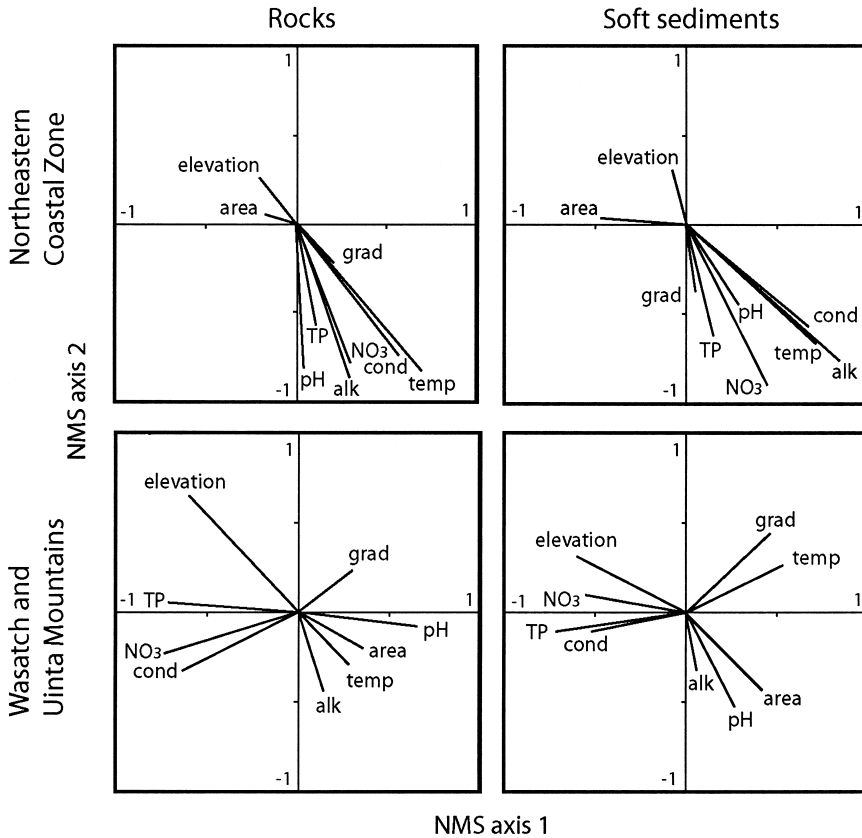 Rocks
Soft sediments
Northeastern
Coastal Zone
Wasatch and
Uinta Mountains
NMS axis 2
1
elevation
area
-1
1
grad
TP
NO3
cond
pH
alk
temp
-1
1
elevation
area
-1
1
grad
pH
cond
TP
temp
alk
NO3
-1
1
elevation
grad
-1
TP
1
pH
NO3
area
cond
temp
alk
-1
1
grad
elevation
temp
NO3
-1
1
TP
cond
alk
area
pH
-1
NMS axis 1